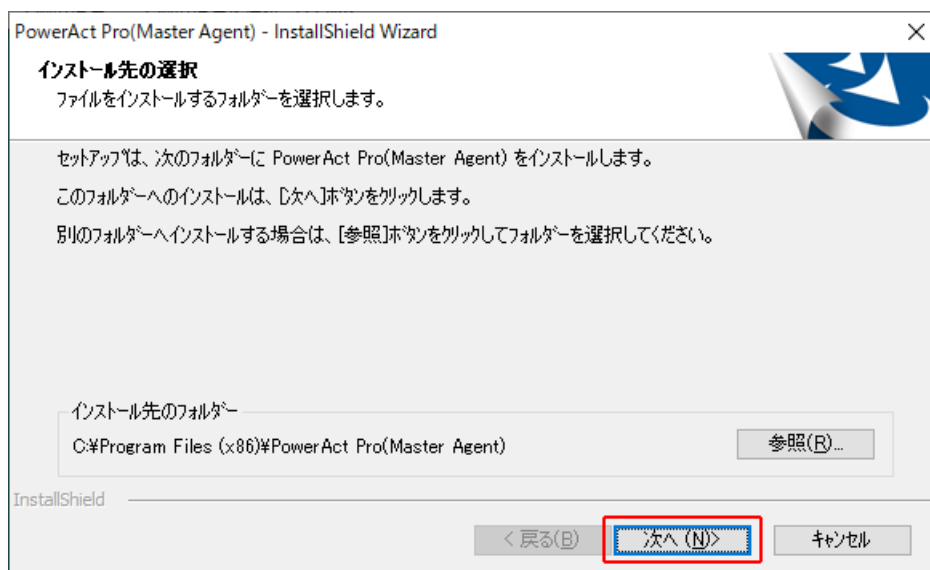 PowerAct Pro(Master Agent) - InstallShield Wizard
インストール先の選択
ファイルをインストールするフォルダーを選択します。
セットアップは、次のフォルダーに PowerAct Pro(Master Agent) をインストールします。
このフォルダーへのインストールは、[次へ]ボタンをクリックします。
別のフォルダーへインストールする場合は、[参照]ボタンをクリックしてフォルダーを選択してください。
インストール先のフォルダー
C:¥Program Files (x86)¥PowerAct Pro(Master Agent)
参照(R)...
InstallShield
< 戻る(B)
次へ(N)>
キャンセル